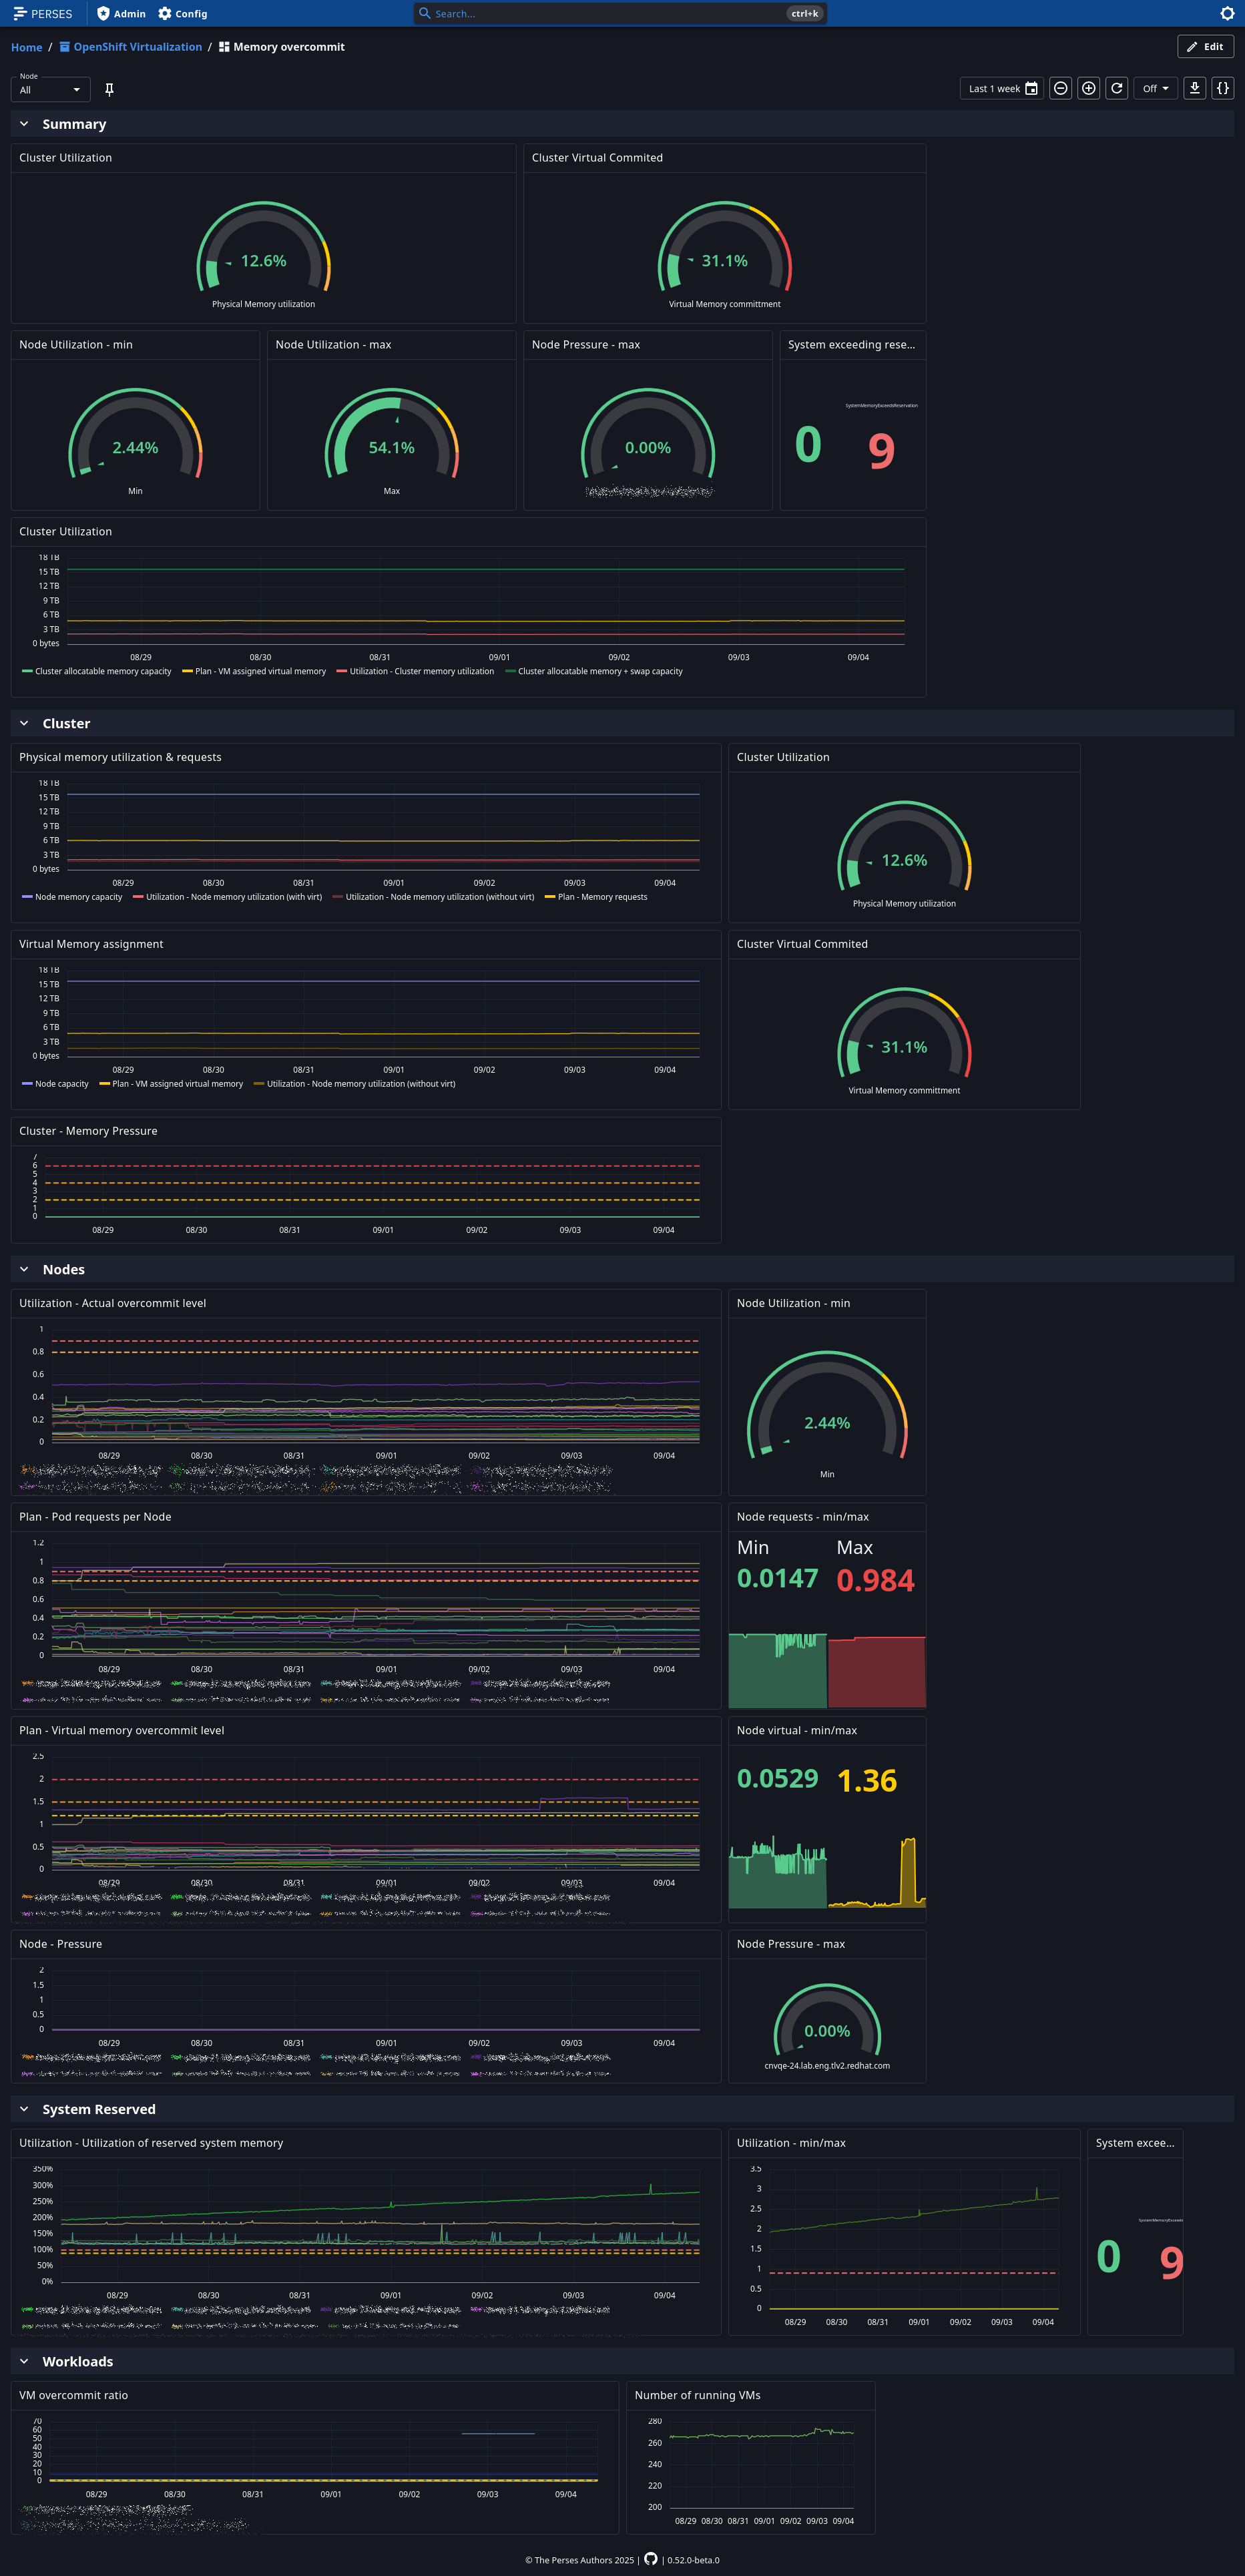 PERSES Admin Config Search... ctrl+k
Home / OpenShift Virtualization / Memory overcommit Edit
Node
All Last 1 week Off
Summary
Cluster Utilization
12.6%
Physical Memory utilization
Cluster Virtual Commited
31.1%
Virtual Memory committment
Node Utilization - min
2.44%
Min
Node Utilization - max
54.1%
Max
Node Pressure - max
0.00%
System exceeding rese...
SystemMemoryExceedsReservation
0 9
Cluster Utilization
18 TB
15 TB
12 TB
9 TB
6 TB
3 TB
0 bytes
08/29 08/30 08/31 09/01 09/02 09/03 09/04
Cluster allocatable memory capacity Plan - VM assigned virtual memory Utilization - Cluster memory utilization Cluster allocatable memory + swap capacity
Cluster
Physical memory utilization & requests
18 TB
15 TB
12 TB
9 TB
6 TB
3 TB
0 bytes
08/29 08/30 08/31 09/01 09/02 09/03 09/04
Node memory capacity Utilization - Node memory utilization (with virt) Utilization - Node memory utilization (without virt) Plan - Memory requests
Cluster Utilization
12.6%
Physical Memory utilization
Virtual Memory assignment
18 TB
15 TB
12 TB
9 TB
6 TB
3 TB
0 bytes
08/29 08/30 08/31 09/01 09/02 09/03 09/04
Node capacity Plan - VM assigned virtual memory Utilization - Node memory utilization (without virt)
Cluster Virtual Commited
31.1%
Virtual Memory committment
Cluster - Memory Pressure
7
6
5
4
3
2
1
0
08/29 08/30 08/31 09/01 09/02 09/03 09/04
Nodes
Utilization - Actual overcommit level
1
0.8
0.6
0.4
0.2
0
08/29 08/30 08/31 09/01 09/02 09/03 09/04
Node Utilization - min
2.44%
Min
Plan - Pod requests per Node
1.2
1
0.8
0.6
0.4
0.2
0
08/29 08/30 08/31 09/01 09/02 09/03 09/04
Node requests - min/max
Min Max
0.0147 0.984
Plan - Virtual memory overcommit level
2.5
2
1.5
1
0.5
0
08/29 08/30 08/31 09/01 09/02 09/03 09/04
Node virtual - min/max
0.0529 1.36
Node - Pressure
2
1.5
1
0.5
0
08/29 08/30 08/31 09/01 09/02 09/03 09/04
Node Pressure - max
0.00%
cnvqe-24.lab.eng.tlv2.redhat.com
System Reserved
Utilization - Utilization of reserved system memory
350%
300%
250%
200%
150%
100%
50%
0%
08/29 08/30 08/31 09/01 09/02 09/03 09/04
Utilization - min/max
3.5
3
2.5
2
1.5
1
0.5
0
08/29 08/30 08/31 09/01 09/02 09/03 09/04
System excee...
SystemMemoryExceeds
0 9
Workloads
VM overcommit ratio
70
60
50
40
30
20
10
0
08/29 08/30 08/31 09/01 09/02 09/03 09/04
Number of running VMs
280
260
240
220
200
08/29 08/30 08/31 09/01 09/02 09/03 09/04
© The Perses Authors 2025 | | 0.52.0-beta.0